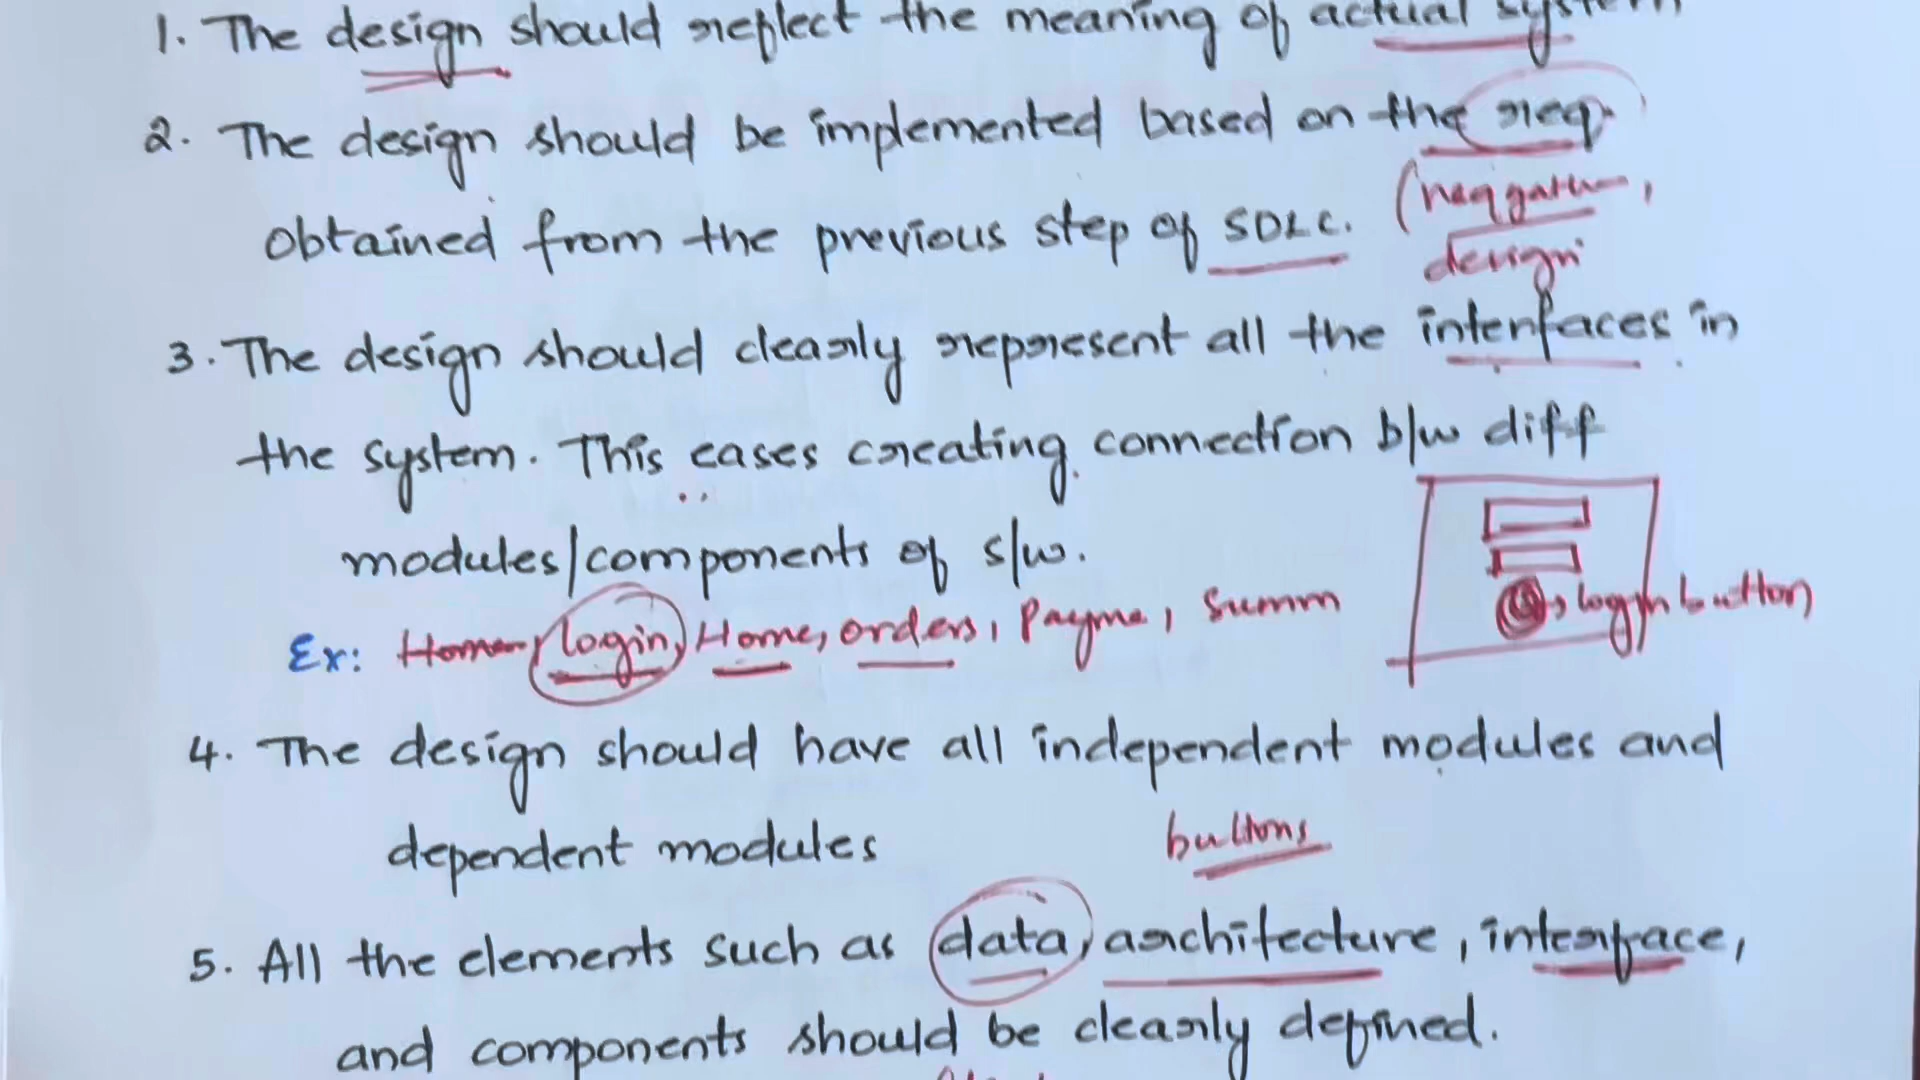 1. The design should reflect the meaning of actual system
2. The design should be implemented based on the req.
obtained from the previous step of SDLC. (req gath,
design
3. The design should clearly represent all the interfaces in
the system. This eases creating connection b/w diff
modules/components of s/w.
login button
Ex: Home, login, Home, orders, Payme, Summ
4. The design should have all independent modules and
dependent modules
buttons
5. All the elements such as data, architecture, interface,
and components should be clearly defined.